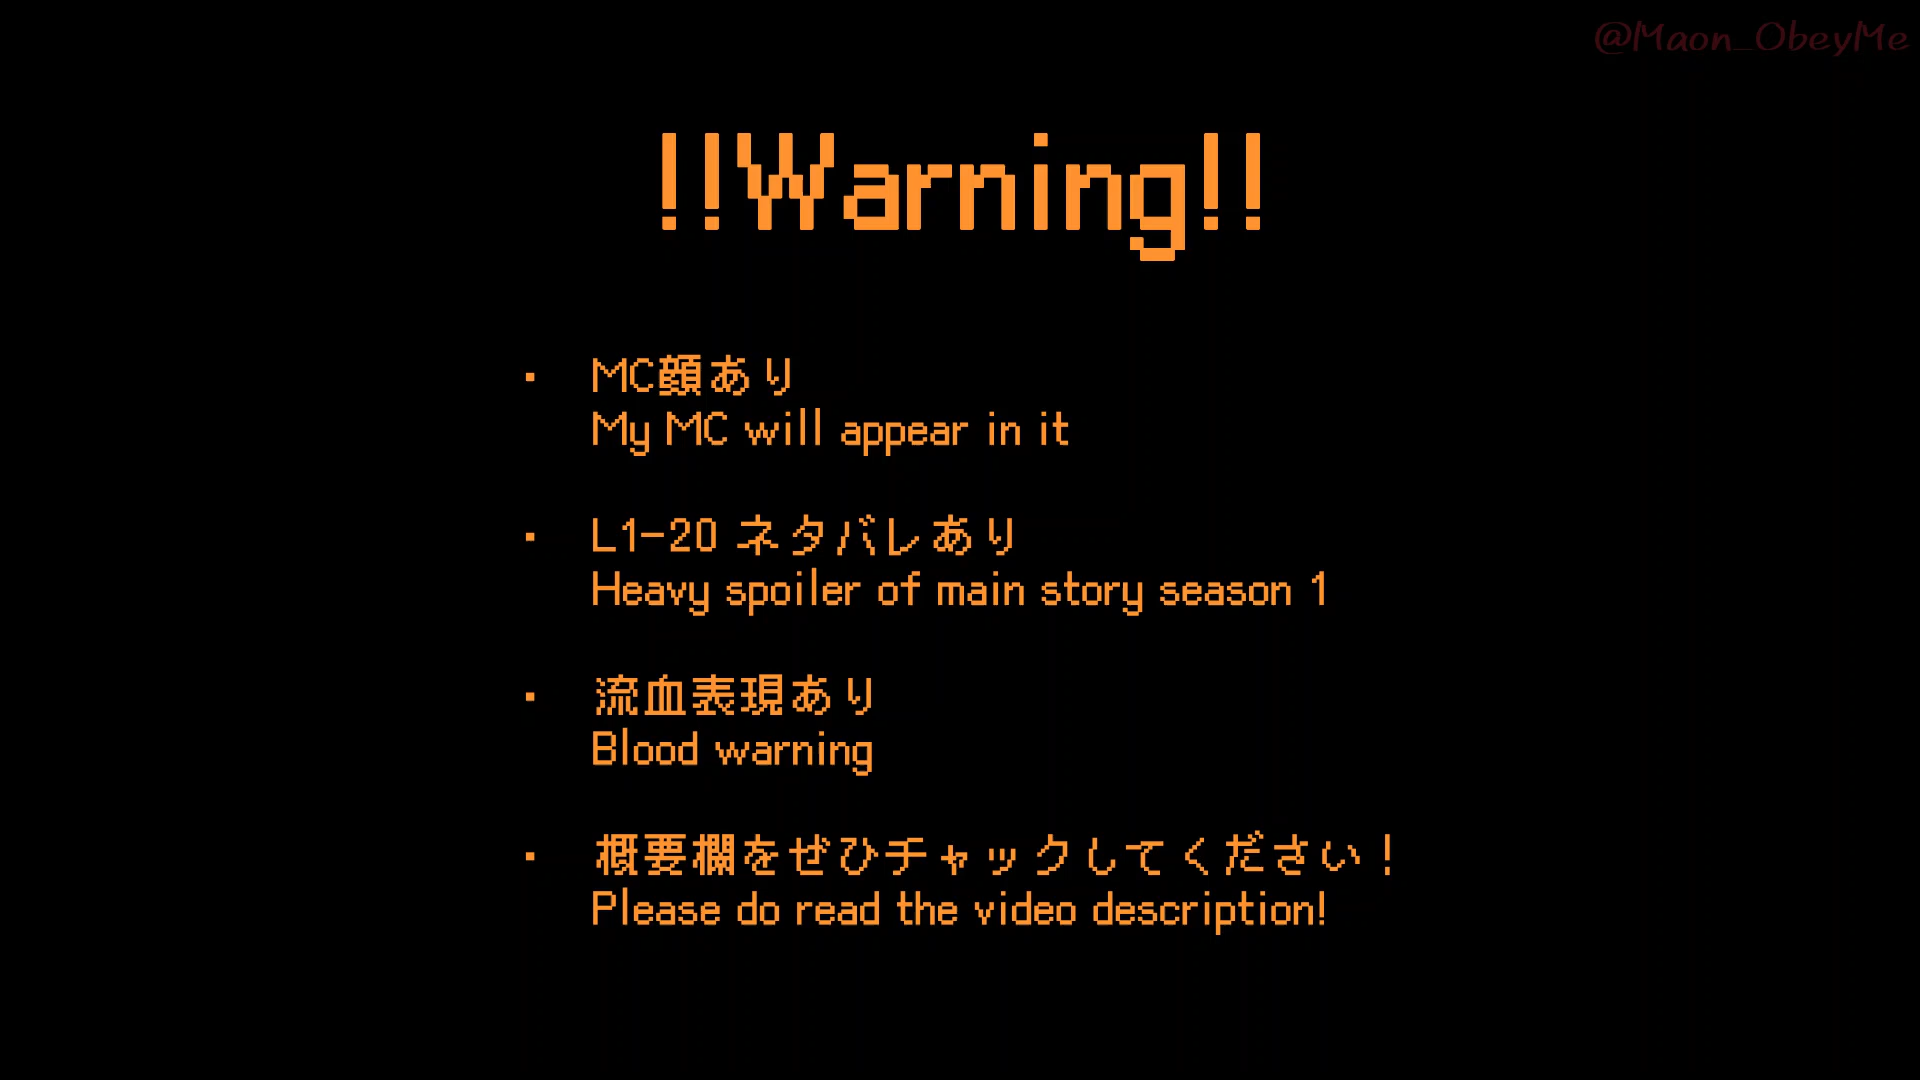 @Maon_ObeyMe
!!Warning!!
・ MC顔あり
My MC will appear in it
・ L1-20 ネタバレあり
Heavy spoiler of main story season 1
・ 流血表現あり
Blood warning
・ 概要欄をぜひチャックしてください！
Please do read the video description!